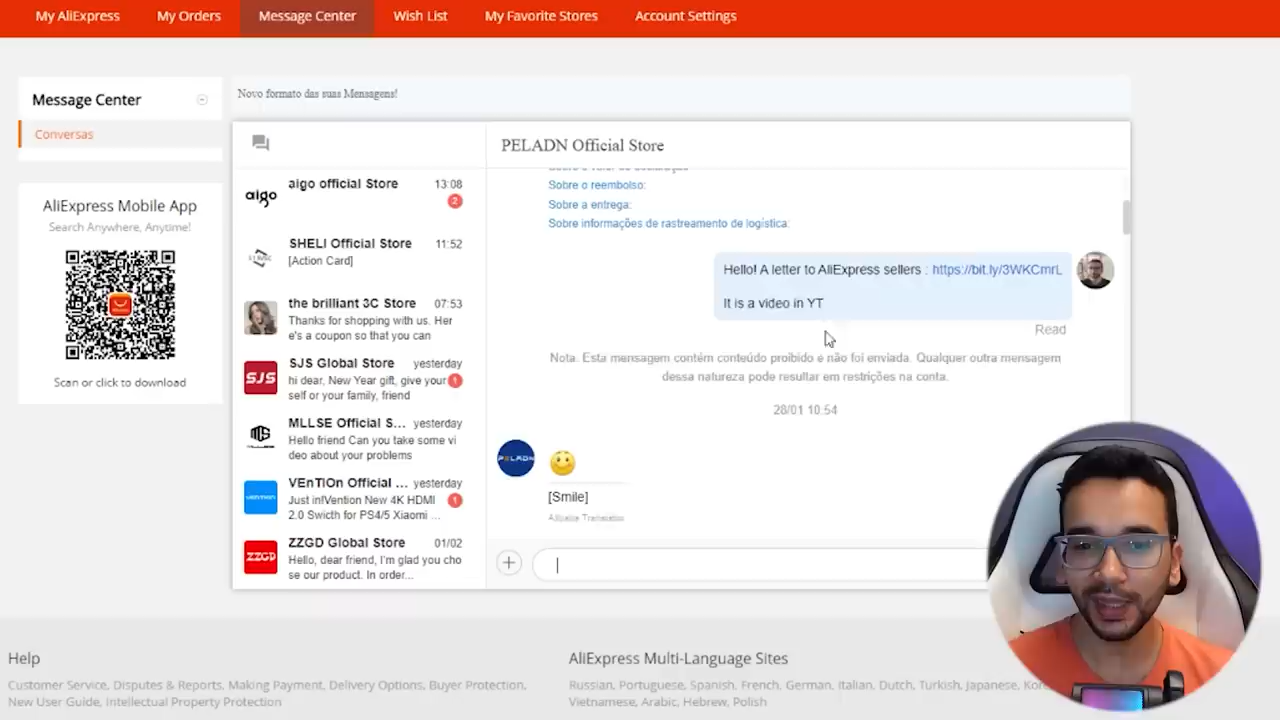 My AliExpress
My Orders
Message Center
Wish List
My Favorite Stores
Account Settings
Message Center
Conversas
AliExpress Mobile App
Search Anywhere, Anytime!
Scan or click to download
Novo formato das suas Mensagens!
aigo
aigo official Store
13:08
2
SHELI Official Store
11:52
[Action Card]
the brilliant 3C Store
07:53
Thanks for shopping with us. Her
e's a coupon so that you can
SJS
SJS Global Store
yesterday
hi dear, New Year gift, give your
self or your family, friend
1
MLLSE Official S...
yesterday
Hello friend Can you take some vi
deo about your problems
VENTION
VEnTIOn Official ...
yesterday
Just in!Vention New 4K HDMI
2.0 Swicth for PS4/5 Xiaomi ...
1
ZZGD
ZZGD Global Store
01/02
Hello, dear friend, I'm glad you cho
se our product. In order...
PELADN Official Store
Sobre o reembolso:
Sobre a entrega:
Sobre informações de rastreamento de logística:
Hello! A letter to AliExpress sellers : https://bit.ly/3WKCmrL
It is a video in YT
Read
Nota. Esta mensagem contém conteúdo proibido e não foi enviada. Qualquer outra mensagem
dessa natureza pode resultar em restrições na conta.
28/01 10:54
PELADN
[Smile]
Alibaba Translator
Help
Customer Service, Disputes & Reports, Making Payment, Delivery Options, Buyer Protection,
New User Guide, Intellectual Property Protection
AliExpress Multi-Language Sites
Russian, Portuguese, Spanish, French, German, Italian, Dutch, Turkish, Japanese,
Vietnamese, Arabic, Hebrew, Polish